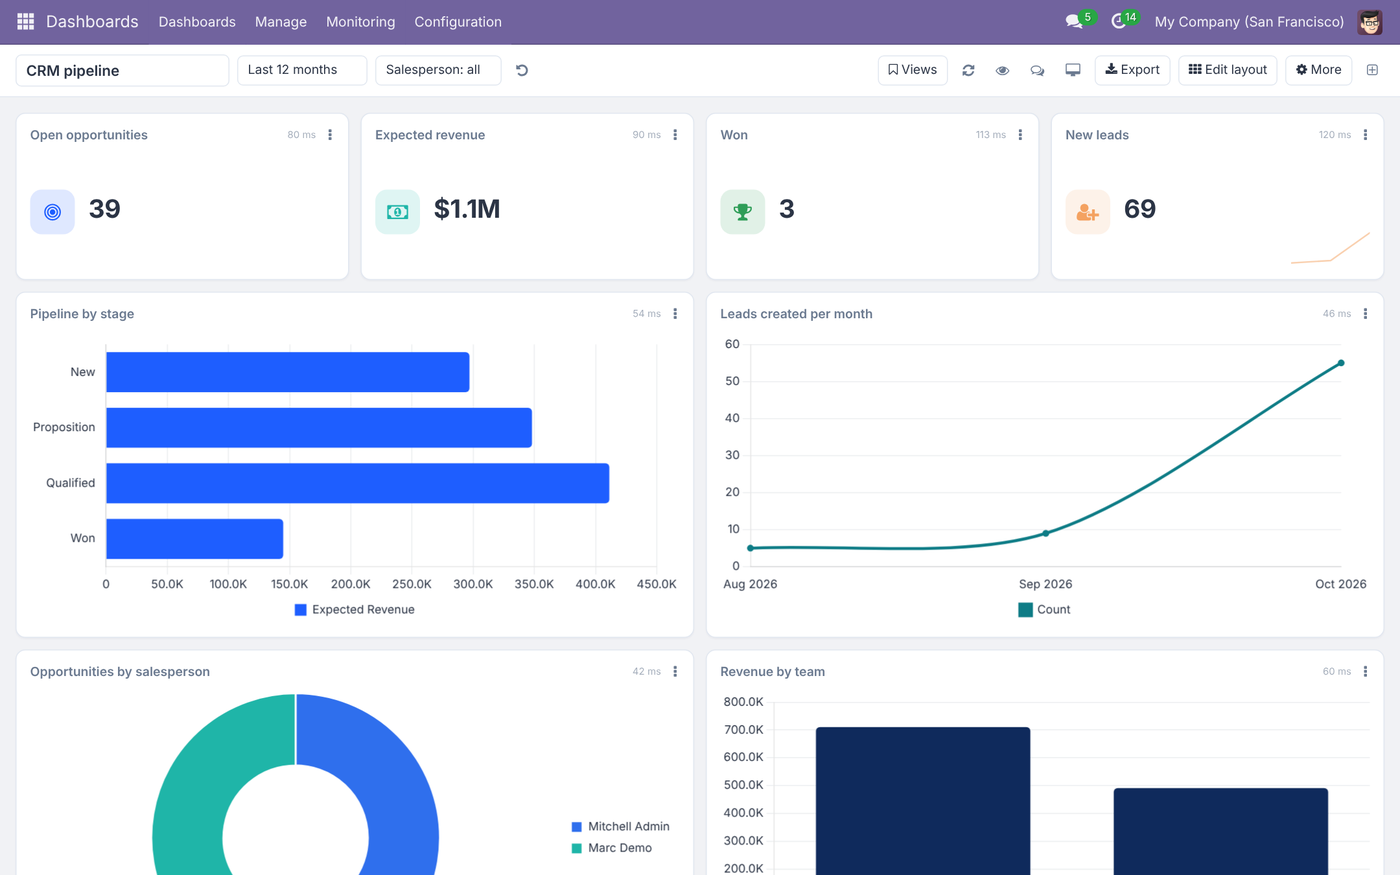 Dashboards Dashboards Manage Monitoring Configuration 5 14 My Company (San Francisco)
CRM pipeline Last 12 months Salesperson: all Views Export Edit layout More
Open opportunities 80 ms
39
Expected revenue 90 ms
$1.1M
Won 113 ms
3
New leads 120 ms
69
Pipeline by stage 54 ms
New
Proposition
Qualified
Won
0 50.0K 100.0K 150.0K 200.0K 250.0K 300.0K 350.0K 400.0K 450.0K
Expected Revenue
Leads created per month 46 ms
60
50
40
30
20
10
0
Aug 2026 Sep 2026 Oct 2026
Count
Opportunities by salesperson 42 ms
Mitchell Admin
Marc Demo
Revenue by team 60 ms
800.0K
700.0K
600.0K
500.0K
400.0K
300.0K
200.0K